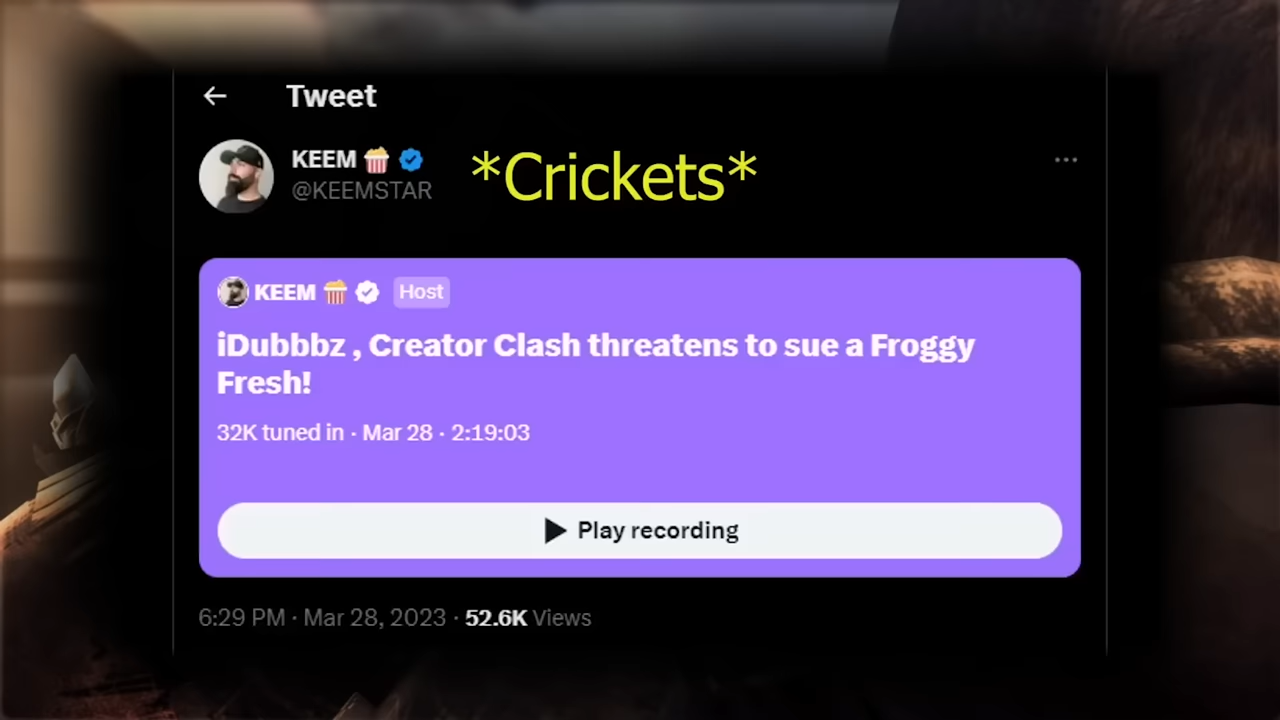 Tweet
KEEM 🍿
@KEEMSTAR
*Crickets*
KEEM 🍿 Host
iDubbbz , Creator Clash threatens to sue a Froggy
Fresh!
32K tuned in · Mar 28 · 2:19:03
Play recording
6:29 PM · Mar 28, 2023 · 52.6K Views